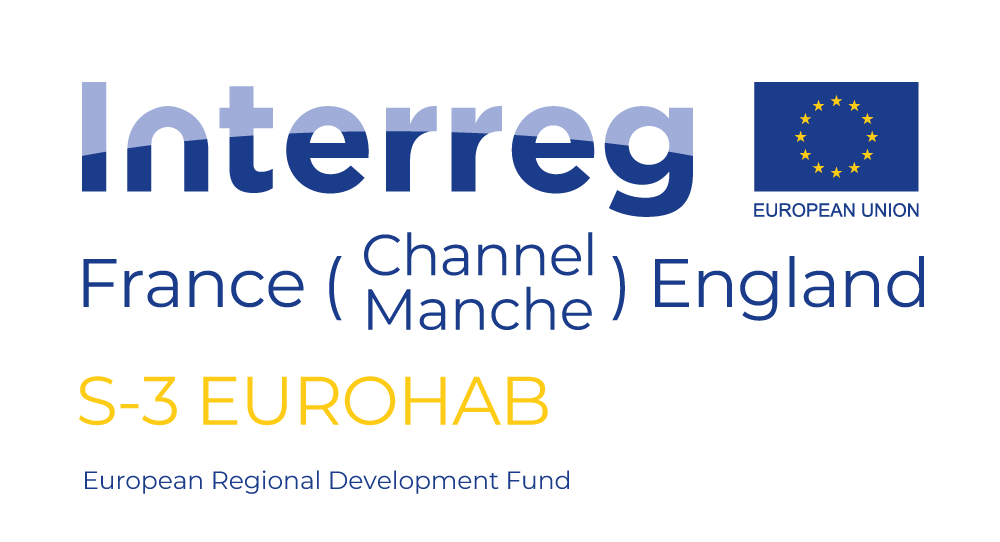 Interreg
EUROPEAN UNION
France ( Channel
Manche ) England
S-3 EUROHAB
European Regional Development Fund